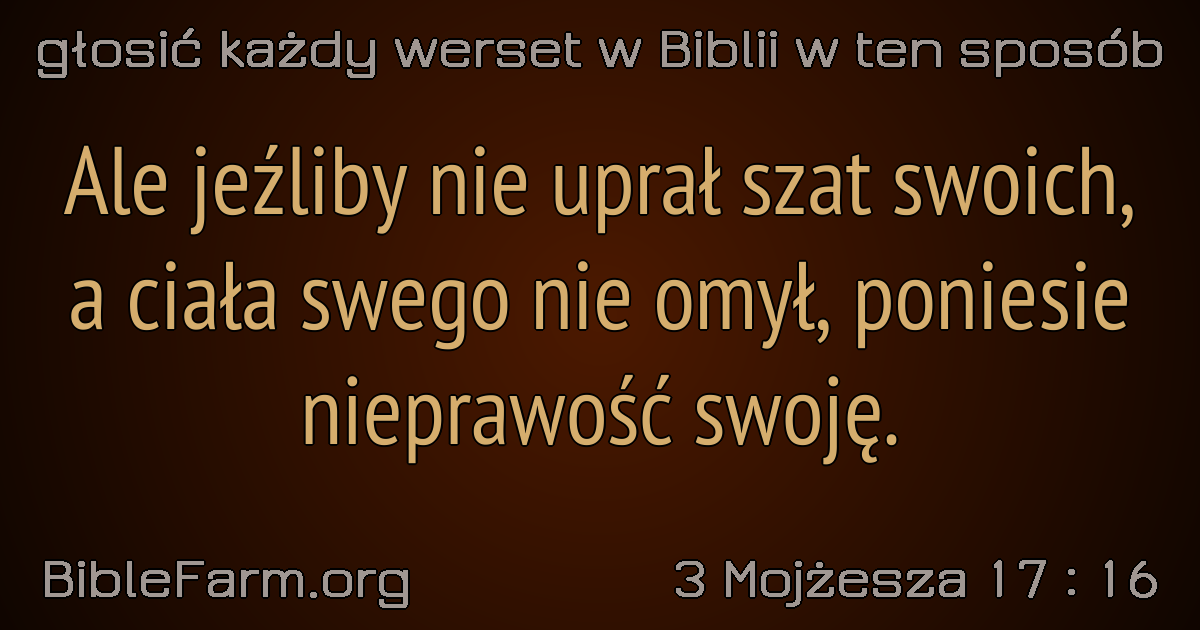 głosić każdy werset w Biblii w ten sposób
Ale jeźliby nie uprał szat swoich,
a ciała swego nie omył, poniesie
nieprawość swoję.
BibleFarm.org
3 Mojżesza 17 : 16